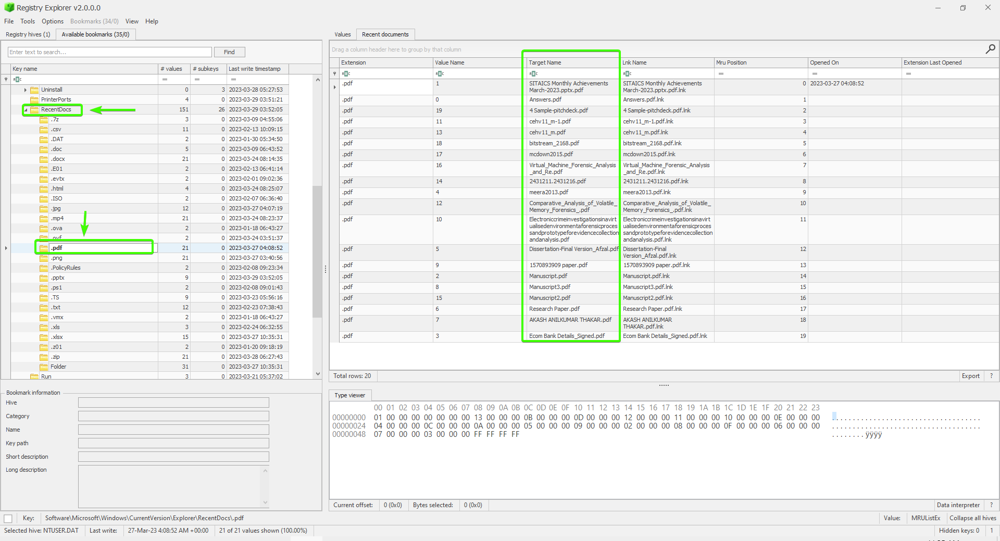 Registry Explorer v2.0.0.0
File Tools Options Bookmarks (34/0) View Help
Registry hives (1) Available bookmarks (35/0)
Enter text to search... Find
Key name # values # subkeys Last write timestamp
Uninstall 0 3 2023-03-28 05:27:53
PrinterPorts 4 0 2023-03-29 03:51:21
RecentDocs 151 26 2023-03-29 03:52:05
.7z 3 0 2023-03-09 04:55:06
.csv 11 0 2023-02-13 10:09:15
.DAT 2 0 2023-01-30 05:34:50
.doc 5 0 2023-03-09 06:43:52
.docx 21 0 2023-03-24 08:14:35
.E01 2 0 2023-02-13 06:41:14
.evtx 2 0 2023-02-01 09:02:36
.html 4 0 2023-03-24 08:25:07
.ISO 2 0 2023-02-07 06:36:40
.jpg 12 0 2023-03-27 04:07:19
.mp4 21 0 2023-03-24 08:23:37
.ova 2 0 2023-01-18 06:43:27
.ovf 2 0 2023-03-24 03:51:37
.pdf 21 0 2023-03-27 04:08:52
.png 21 0 2023-03-27 03:40:56
.PolicyRules 2 0 2023-02-08 09:23:34
.pptx 9 0 2023-03-29 03:52:05
.ps1 2 0 2023-02-08 09:01:43
.TS 9 0 2023-03-23 05:56:16
.txt 12 0 2023-02-23 07:38:43
.vmx 2 0 2023-01-18 06:43:27
.xls 3 0 2023-02-24 06:32:55
.xlsx 15 0 2023-03-27 10:35:31
.z01 2 0 2023-01-20 09:18:19
.zip 21 0 2023-03-28 06:27:43
Folder 31 0 2023-03-27 10:35:31
Run 3 0 2023-03-21 05:37:02
Bookmark information
Hive
Category
Name
Key path
Short description
Long description
Values Recent documents
Drag a column header here to group by that column
Extension Value Name Target Name Lnk Name Mru Position Opened On Extension Last Opened
.pdf 1 SITAICS Monthly Achievements SITAICS Monthly Achievements 0 2023-03-27 04:08:52
March-2023.pptx.pdf March-2023.pptx.pdf.lnk
.pdf 0 Answers.pdf Answers.pdf.lnk 1
.pdf 19 4 Sample-pitchdeck.pdf 4 Sample-pitchdeck.pdf.lnk 2
.pdf 11 cehv11_m-1.pdf cehv11_m-1.pdf.lnk 3
.pdf 13 cehv11_m.pdf cehv11_m.pdf.lnk 4
.pdf 18 bitstream_2168.pdf bitstream_2168.pdf.lnk 5
.pdf 17 mcdown2015.pdf mcdown2015.pdf.lnk 6
.pdf 16 Virtual_Machine_Forensic_Analysis Virtual_Machine_Forensic_Analysis 7
_and_Re.pdf _and_Re.pdf.lnk
.pdf 14 2431211.2431216.pdf 2431211.2431216.pdf.lnk 8
.pdf 4 meera2013.pdf meera2013.pdf.lnk 9
.pdf 12 Comparative_Analysis_of_Volatile_ Comparative_Analysis_of_Volatile_ 10
Memory_Forensics_.pdf Memory_Forensics_.pdf.lnk
.pdf 10 Electroniccrimeinvestigationsinavirt Electroniccrimeinvestigationsinavirt 11
ualisedenvironmentaforensicproces ualisedenvironmentaforensicproces
sandprototypeforevidencecollection sandprototypeforevidencecollection
andanalysis.pdf andanalysis.pdf.lnk
.pdf 5 Dissertation-Final Version_Afzal.pdf Dissertation-Final 12
Version_Afzal.pdf.lnk
.pdf 9 1570893909 paper.pdf 1570893909 paper.pdf.lnk 13
.pdf 2 Manuscript.pdf Manuscript.pdf.lnk 14
.pdf 8 Manuscript3.pdf Manuscript3.pdf.lnk 15
.pdf 15 Manuscript2.pdf Manuscript2.pdf.lnk 16
.pdf 6 Research Paper.pdf Research Paper.pdf.lnk 17
.pdf 7 AKASH ANILKUMAR THAKAR.pdf AKASH ANILKUMAR 18
THAKAR.pdf.lnk
.pdf 3 Ecom Bank Details_Signed.pdf Ecom Bank Details_Signed.pdf.lnk 19
Total rows: 20 Export ?
Type viewer
00 01 02 03 04 05 06 07 08 09 0A 0B 0C 0D 0E 0F 10 11 12 13 14 15 16 17 18 19 1A 1B 1C 1D 1E 1F 20 21 22 23
00000000 01 00 00 00 00 00 00 00 13 00 00 00 0B 00 00 00 0D 00 00 00 12 00 00 00 11 00 00 00 10 00 00 00 0E 00 00 00 ....................................
00000024 04 00 00 00 0C 00 00 00 0A 00 00 00 05 00 00 00 09 00 00 00 02 00 00 00 08 00 00 00 0F 00 00 00 06 00 00 00 ....................................
00000048 07 00 00 00 03 00 00 00 FF FF FF FF ........ÿÿÿÿ
Current offset: 0 (0x0) Bytes selected: 0 (0x0) Data interpreter ?
Key: Software\Microsoft\Windows\CurrentVersion\Explorer\RecentDocs\.pdf Value: MRUListEx Collapse all hives
Selected hive: NTUSER.DAT Last write: 27-Mar-23 4:08:52 AM +00:00 21 of 21 values shown (100.00%) Hidden keys: 0 1